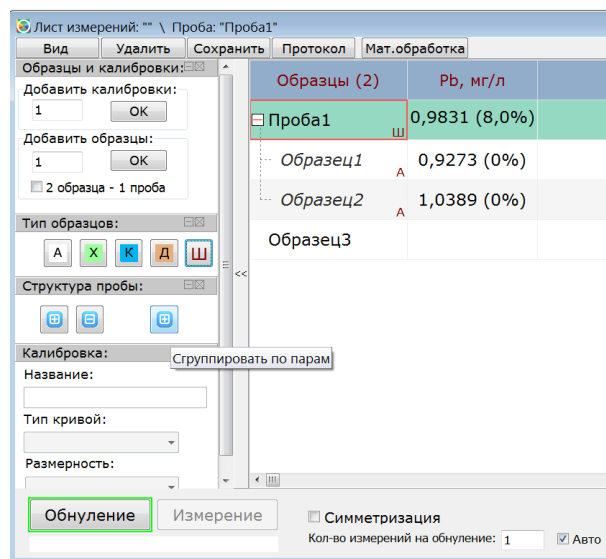 Лист измерений: "" \ Проба: "Проба1"
Вид Удалить Сохранить Протокол Мат.обработка
Образцы и калибровки:
Добавить калибровки:
1 OK
Добавить образцы:
1 OK
2 образца - 1 проба
Тип образцов:
А Х К Д Ш
Структура пробы:
Сгруппировать по парам
Калибровка:
Название:
Тип кривой:
Размерность:
<<
Образцы (2) Pb, мг/л
Проба1 Ш 0,9831 (8,0%)
Образец1 А 0,9273 (0%)
Образец2 А 1,0389 (0%)
Образец3
Обнуление Измерение
Симметризация
Кол-во измерений на обнуление: 1 Авто